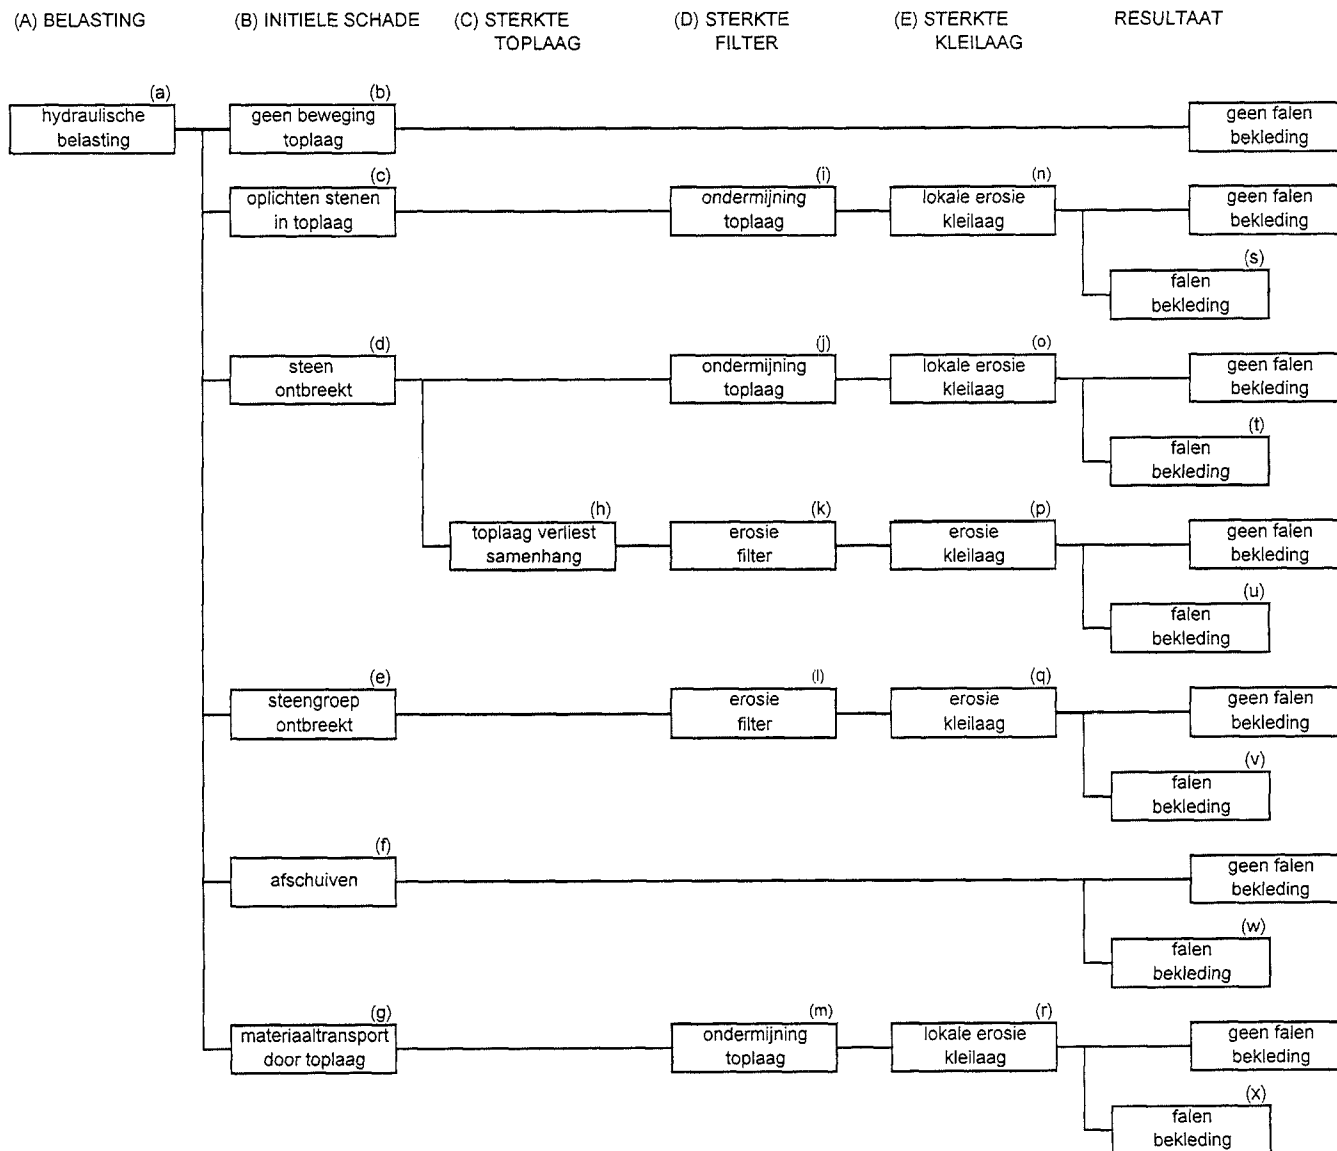 (A) BELASTING
(B) INITIELE SCHADE
(C) STERKTE
TOPLAAG
(D) STERKTE
FILTER
(E) STERKTE
KLEILAAG
RESULTAAT
(a)
hydraulische
belasting
(b)
geen beweging
toplaag
geen falen
bekleding
(c)
oplichten stenen
in toplaag
(i)
ondermijning
toplaag
(n)
lokale erosie
kleilaag
geen falen
bekleding
(s)
falen
bekleding
(d)
steen
ontbreekt
(j)
ondermijning
toplaag
(o)
lokale erosie
kleilaag
geen falen
bekleding
(t)
falen
bekleding
(h)
toplaag verliest
samenhang
(k)
erosie
filter
(p)
erosie
kleilaag
geen falen
bekleding
(u)
falen
bekleding
(e)
steengroep
ontbreekt
(l)
erosie
filter
(q)
erosie
kleilaag
geen falen
bekleding
(v)
falen
bekleding
(f)
afschuiven
geen falen
bekleding
(w)
falen
bekleding
(g)
materiaaltransport
door toplaag
(m)
ondermijning
toplaag
(r)
lokale erosie
kleilaag
geen falen
bekleding
(x)
falen
bekleding